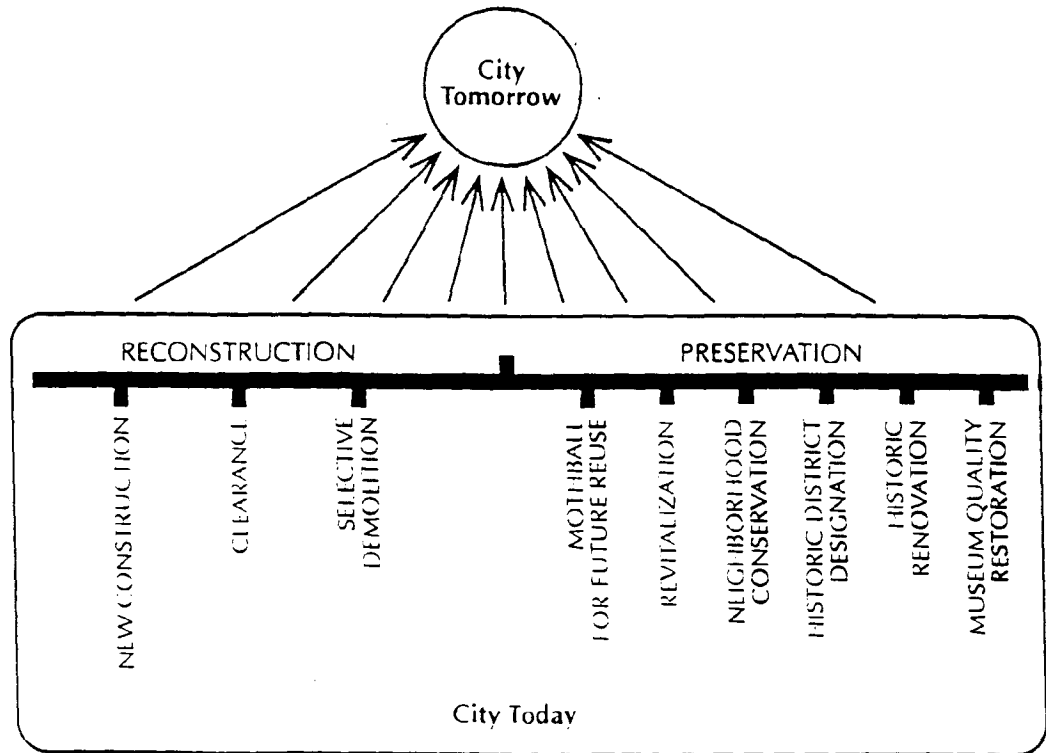 City
Tomorrow
RECONSTRUCTION
PRESERVATION
NEW CONSTRUCTION
CLEARANCE
SELECTIVE
DEMOLITION
MOTHBALL
FOR FUTURE REUSE
REVITALIZATION
NEIGHBORHOOD
CONSERVATION
HISTORIC DISTRICT
DESIGNATION
HISTORIC
RENOVATION
MUSEUM QUALITY
RESTORATION
City Today